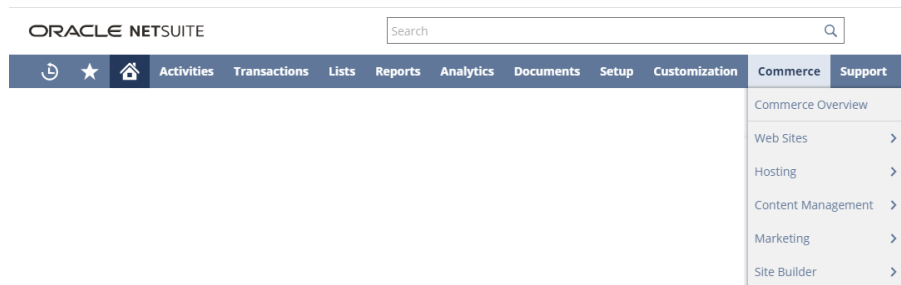 ORACLE NETSUITE
Search
Activities Transactions Lists Reports Analytics Documents Setup Customization Commerce Support
Commerce Overview
Web Sites
Hosting
Content Management
Marketing
Site Builder